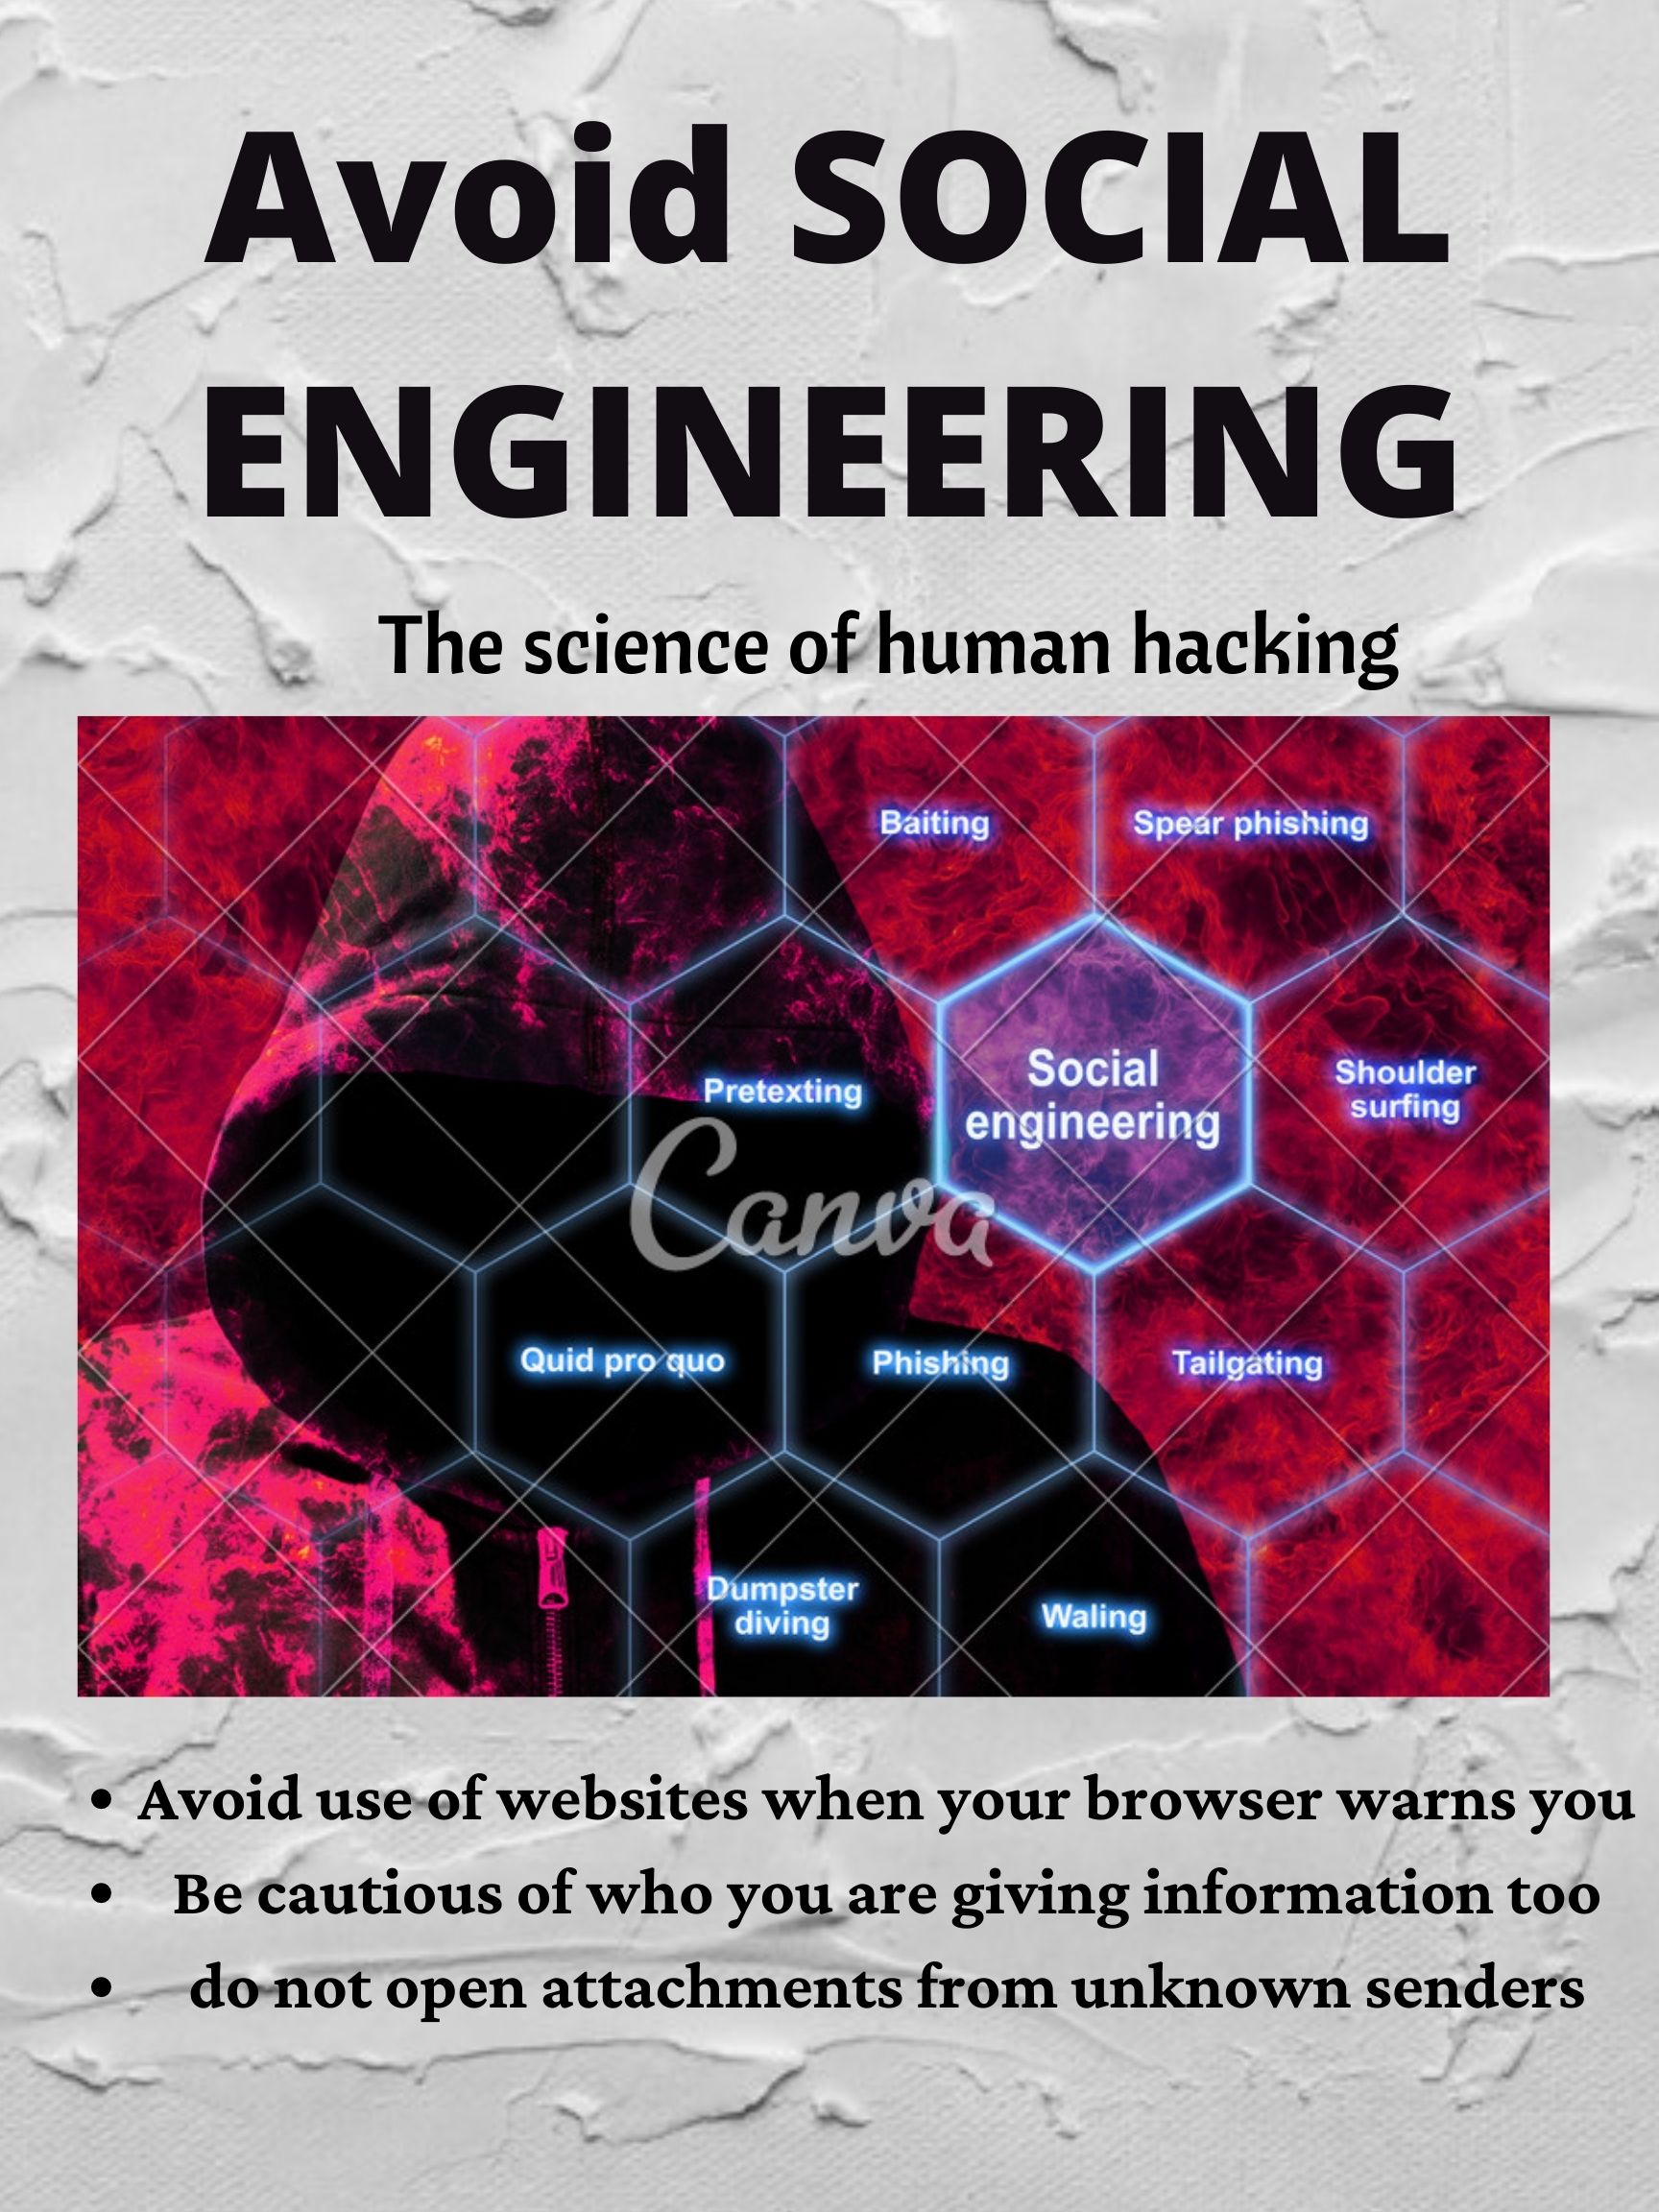 Avoid SOCIAL
ENGINEERING
The science of human hacking
Baiting
Spear phishing
Pretexting
Social
engineering
Shoulder
surfing
Canva
Quid pro quo
Phishing
Tailgating
Dumpster
diving
Waling
• Avoid use of websites when your browser warns you
• Be cautious of who you are giving information too
• do not open attachments from unknown senders